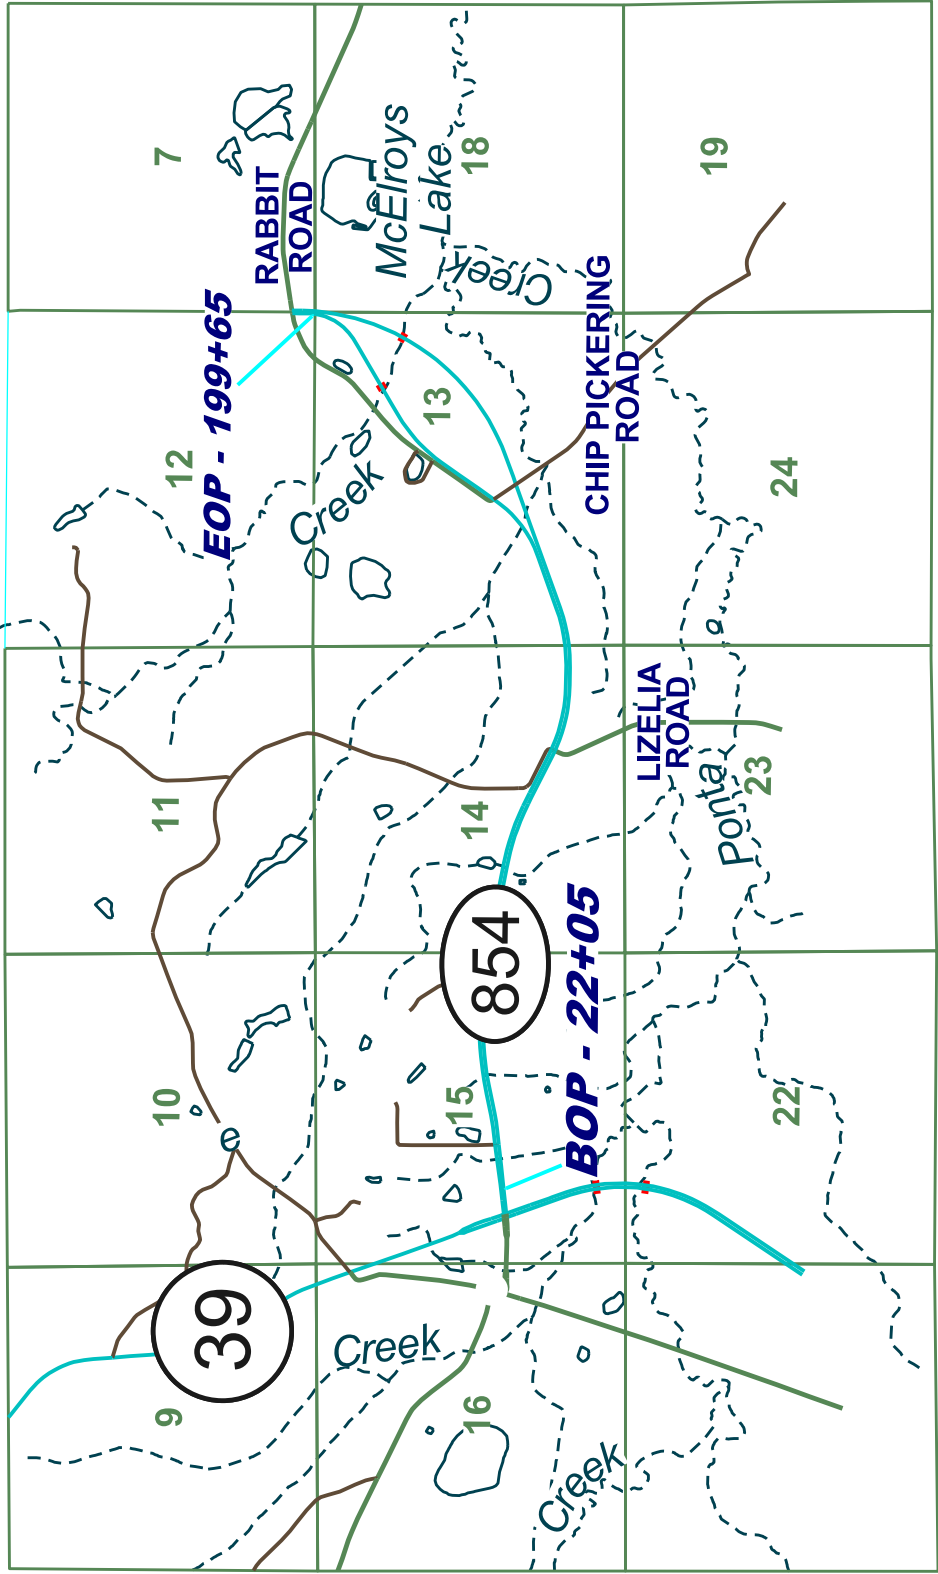 9
10
11
12
7
39
e
EOP - 199+65
RABBIT
ROAD
Creek
Creek
McElroys
Lake
16
15
14
13
18
854
Creek
Creek
BOP - 22+05
CHIP PICKERING
ROAD
LIZELIA
ROAD
Ponta
22
23
24
19